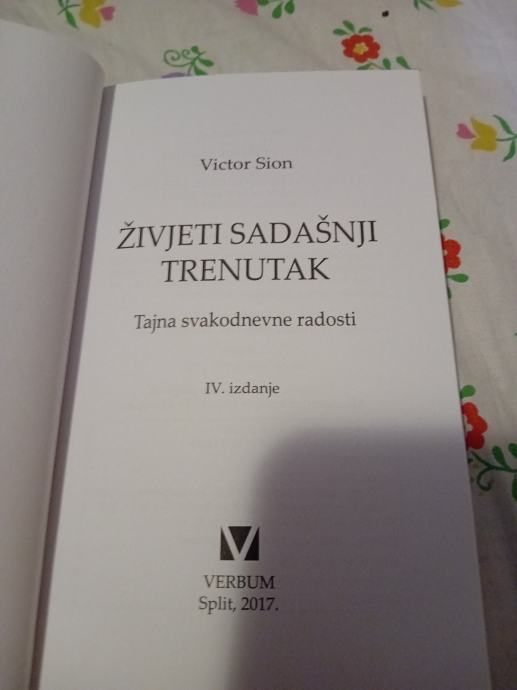 Victor Sion
ŽIVJETI SADAŠNJI
TRENUTAK
Tajna svakodnevne radosti
IV. izdanje
V
VERBUM
Split, 2017.